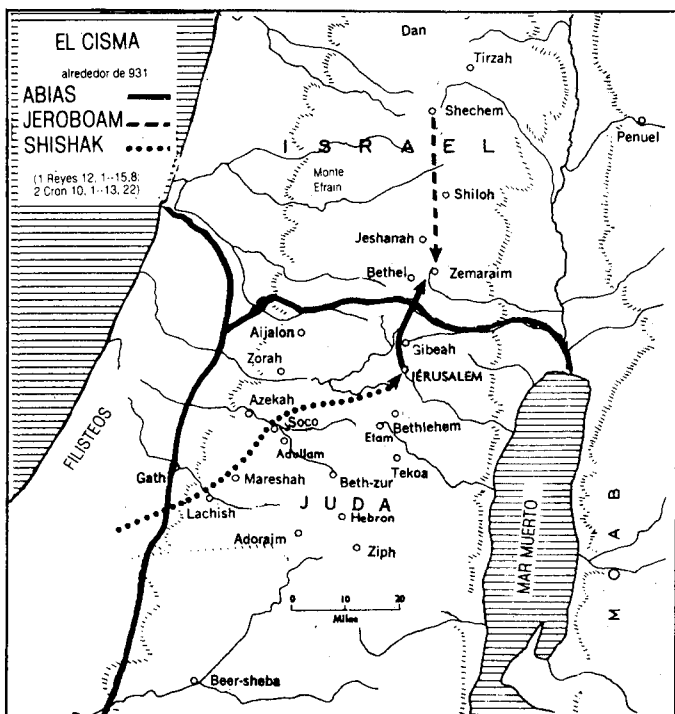 EL CISMA
alrededor de 931
ABIAS
JEROBOAM
SHISHAK
(1 Reyes 12, 1--15,8;
2 Cron 10, 1--13, 22)
Dan
Tirzah
Shechem
Penuel
I S R A E L
Monte
Efrain
Shiloh
Jeshanah
Bethel
Zemaraim
Aijalon
Gibeah
Zorah
JERUSALEM
Azekah
Soco
Bethlehem
Etam
Adullam
FILISTEOS
Gath
Mareshah
Beth-zur
Tekoa
Lachish
J U D A
Hebron
Adoraim
Ziph
MAR MUERTO
M O A B
0 10 20
Miles
Beer-sheba